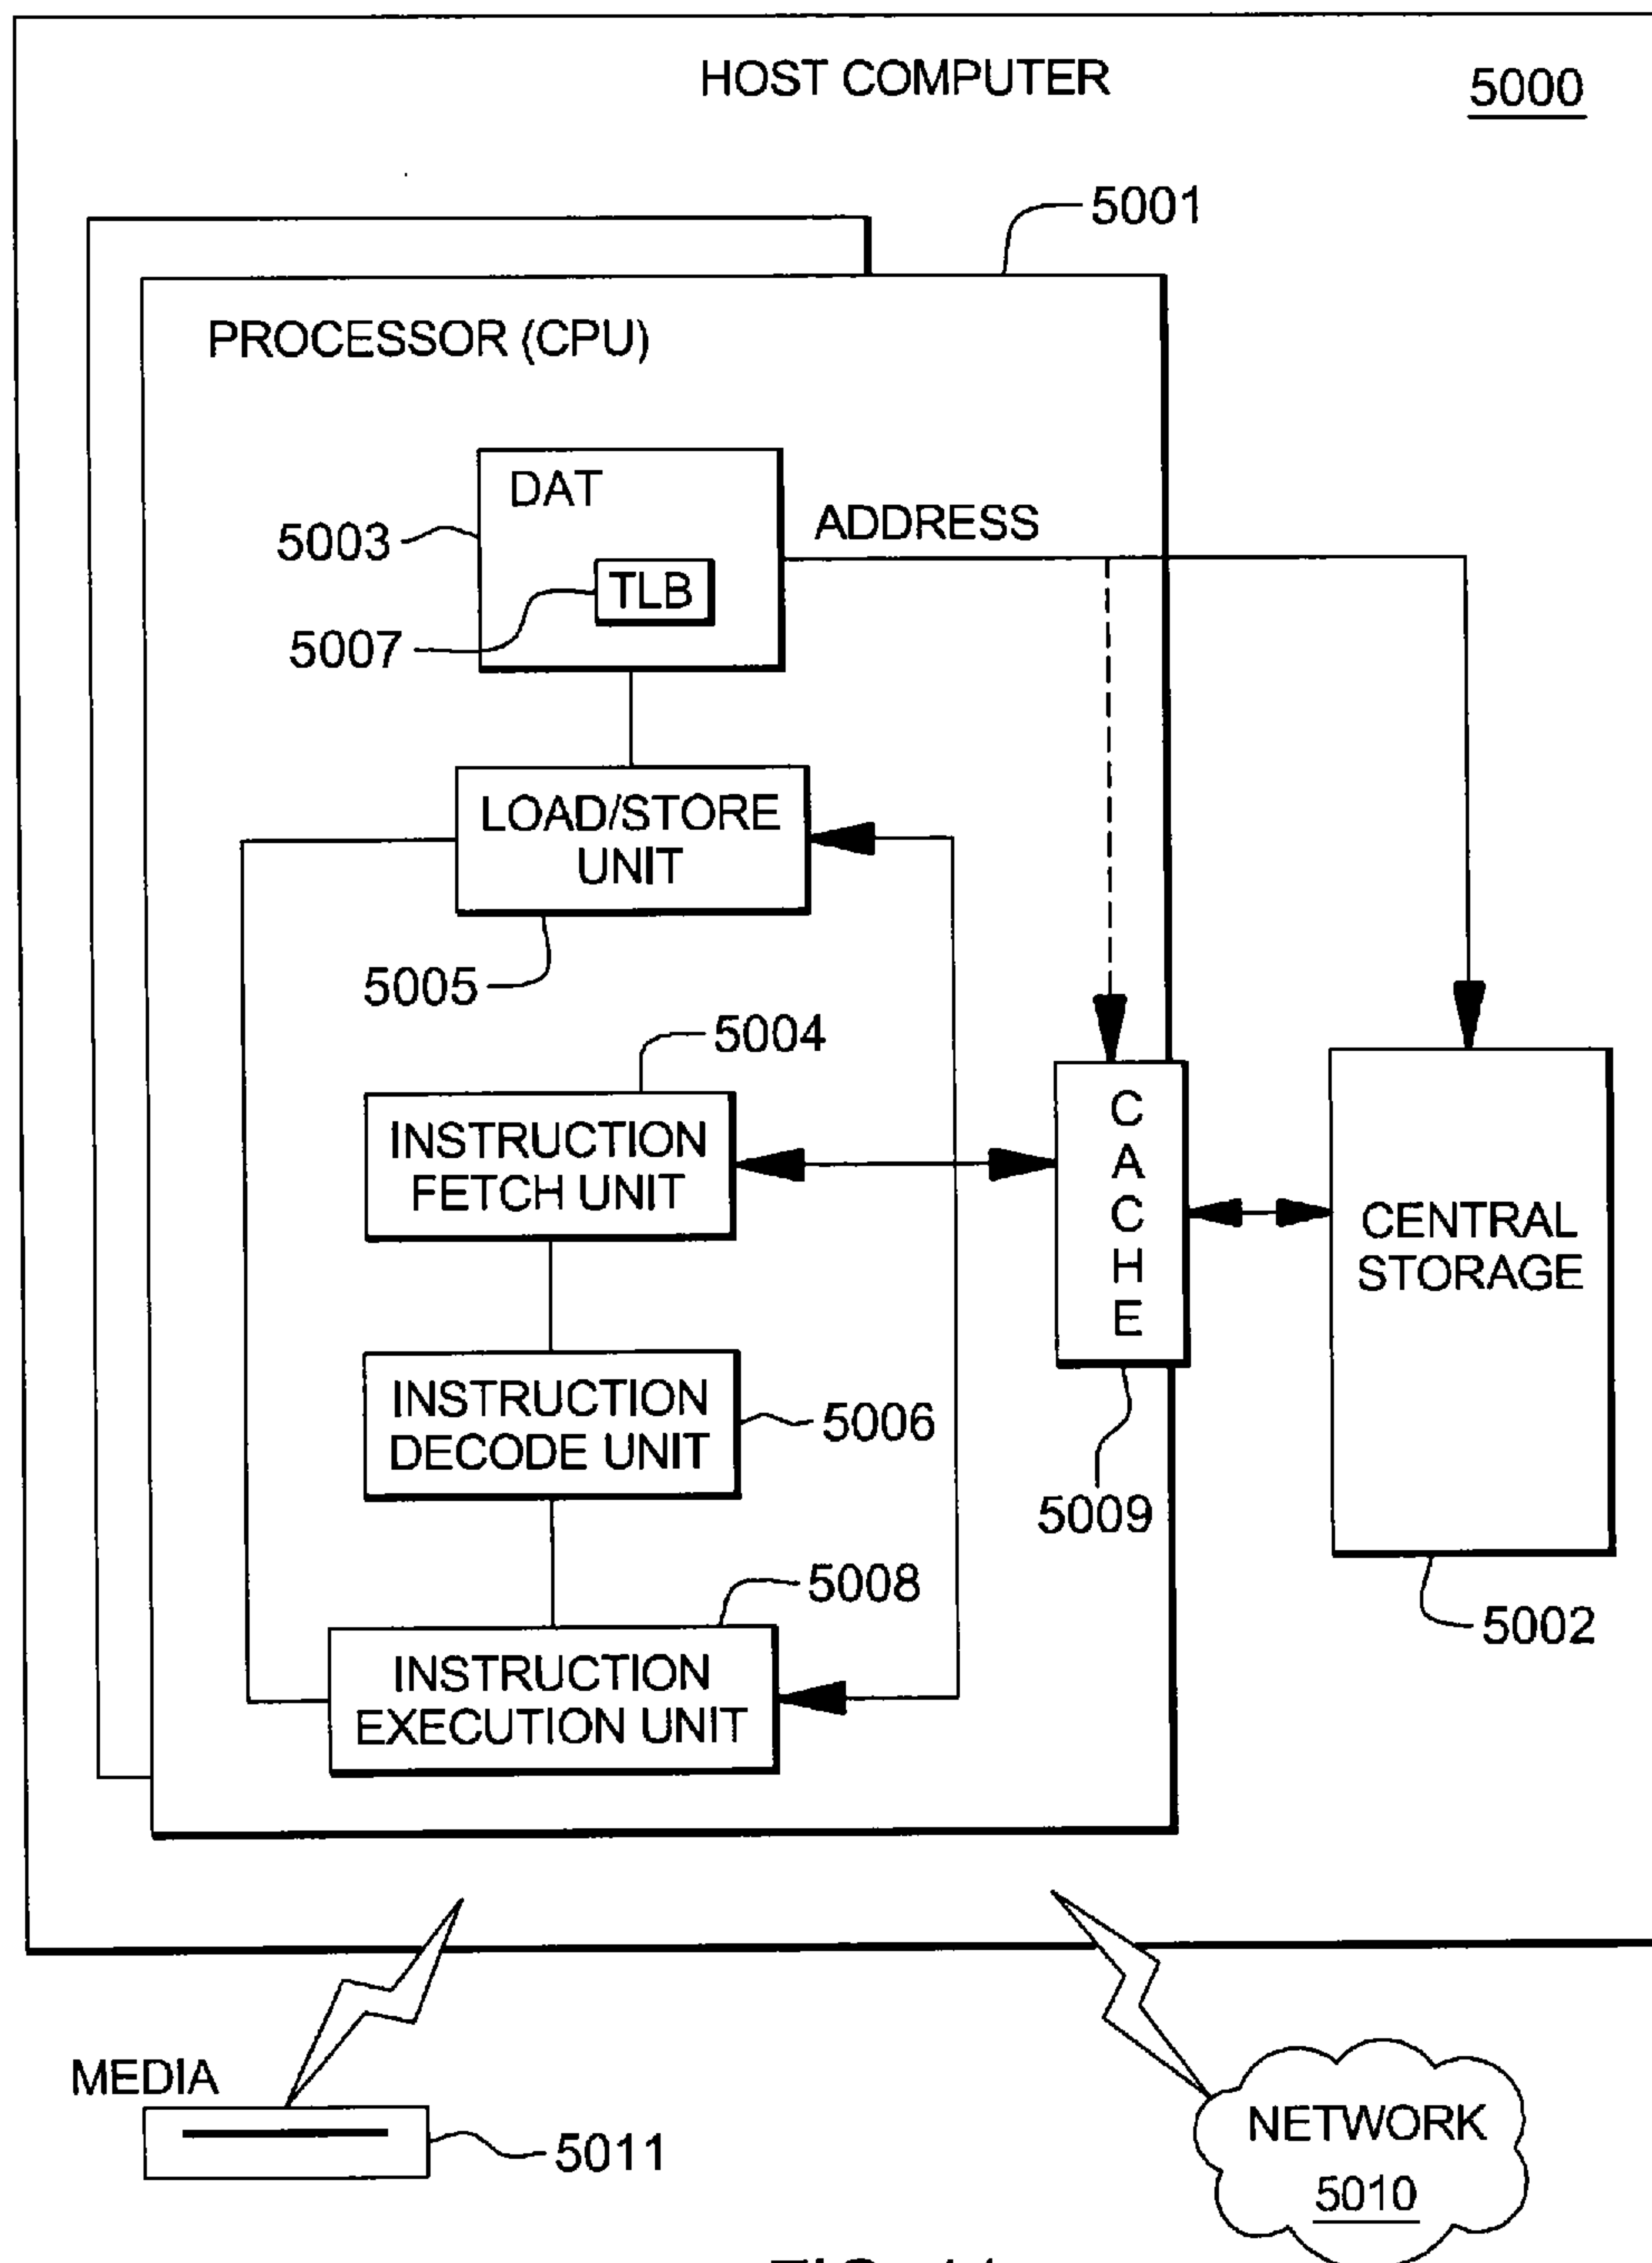 HOST COMPUTER
5000
5001
PROCESSOR (CPU)
DAT
ADDRESS
5003
TLB
5007
LOAD/STORE
UNIT
5005
5004
INSTRUCTION
FETCH UNIT
CACHE
CENTRAL
STORAGE
INSTRUCTION
DECODE UNIT
5006
5009
5008
5002
INSTRUCTION
EXECUTION UNIT
MEDIA
5011
NETWORK
5010